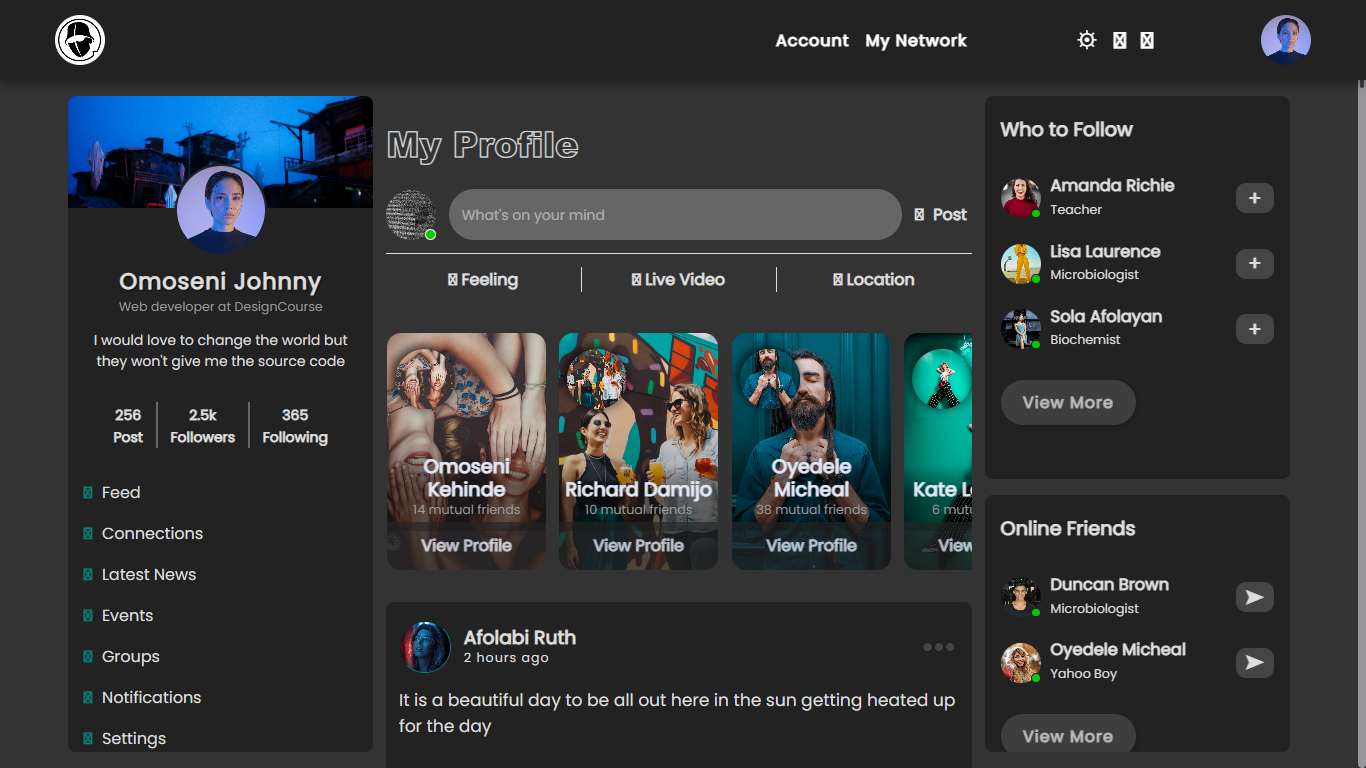 Account My Network
Omoseni Johnny
Web developer at DesignCourse
I would love to change the world but
they won't give me the source code
256
Post
2.5k
Followers
365
Following
Feed
Connections
Latest News
Events
Groups
Notifications
Settings
My Profile
What's on your mind
Post
Feeling
Live Video
Location
Omoseni
Kehinde
14 mutual friends
View Profile
Richard Damijo
10 mutual friends
View Profile
Oyedele
Micheal
38 mutual friends
View Profile
Kate
6
Afolabi Ruth
2 hours ago
It is a beautiful day to be all out here in the sun getting heated up
for the day
Who to Follow
Amanda Richie
Teacher
+
Lisa Laurence
Microbiologist
+
Sola Afolayan
Biochemist
+
View More
Online Friends
Duncan Brown
Microbiologist
Oyedele Micheal
Yahoo Boy
View More